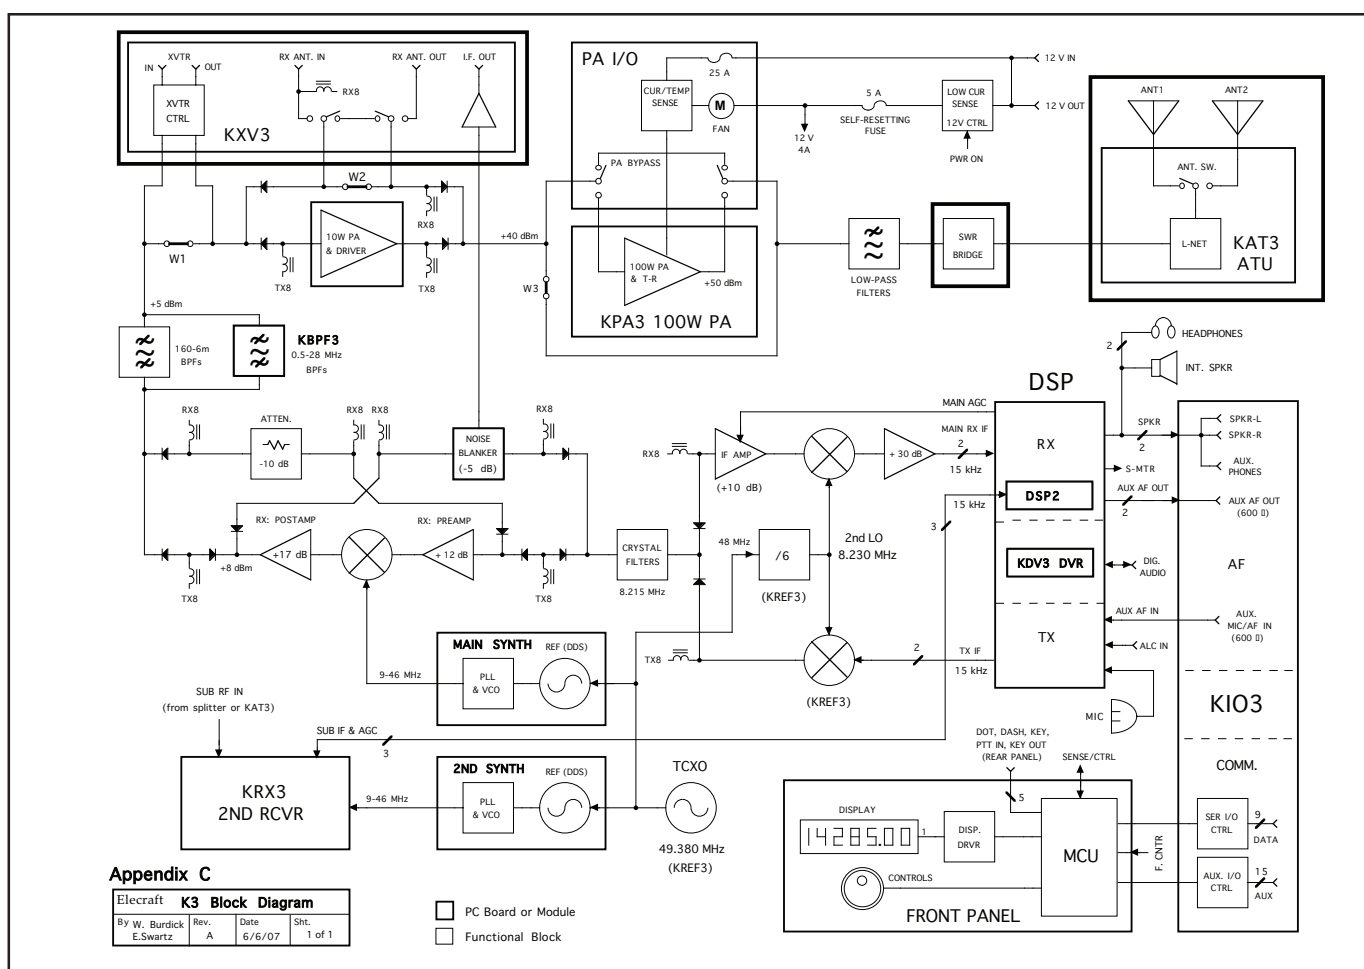 XVTR
IN
OUT
RX ANT. IN
RX ANT. OUT
I.F. OUT
XVTR
CTRL
RX8
KXV3
PA I/O
CUR/TEMP
SENSE
25 A
M
FAN
5 A
SELF-RESETTING
FUSE
12 V
4A
LOW CUR
SENSE
12V CTRL
PWR ON
12 V IN
12 V OUT
PA BYPASS
ANT1
ANT2
ANT. SW.
L-NET
KAT3
ATU
W2
RX8
10W PA
& DRIVER
W1
TX8
TX8
+40 dBm
W3
100W PA
& T-R
+50 dBm
KPA3 100W PA
LOW-PASS
FILTERS
SWR
BRIDGE
+5 dBm
160-6m
BPFs
KBPF3
0.5-28 MHz
BPFs
HEADPHONES
2
INT. SPKR
DSP
RX8
ATTEN.
-10 dB
RX8
RX8
NOISE
BLANKER
(-5 dB)
RX8
RX8
IF AMP
(+10 dB)
MAIN AGC
MAIN RX IF
2
15 kHz
+ 30 dB
RX
SPKR
2
S-MTR
AUX AF OUT
2
SPKR-L
SPKR-R
AUX.
PHONES
AUX AF OUT
(600 ▯)
15 kHz
3
DSP2
RX: POSTAMP
+17 dB
+8 dBm
TX8
RX: PREAMP
+ 12 dB
TX8
CRYSTAL
FILTERS
8.215 MHz
48 MHz
/6
(KREF3)
2nd LO
8.230 MHz
KDV3 DVR
DIG.
AUDIO
AF
AUX AF IN
AUX.
MIC/AF IN
(600 ▯)
TX
ALC IN
TX8
(KREF3)
2
TX IF
15 kHz
MIC
KIO3
MAIN SYNTH
REF (DDS)
PLL
& VCO
9-46 MHz
SUB RF IN
(from splitter or KAT3)
SUB IF & AGC
3
KRX3
2ND RCVR
9-46 MHz
2ND SYNTH
REF (DDS)
PLL
& VCO
TCXO
49.380 MHz
(KREF3)
DOT, DASH, KEY,
PTT IN, KEY OUT
(REAR PANEL)
5
SENSE/CTRL
COMM.
DISPLAY
14285.00
1
DISP.
DRVR
MCU
F. CNTR
SER I/O
CTRL
9
DATA
AUX. I/O
CTRL
15
AUX
CONTROLS
FRONT PANEL
Appendix C
Elecraft K3 Block Diagram
By W. Burdick
E.Swartz
Rev.
A
Date
6/6/07
Sht.
1 of 1
PC Board or Module
Functional Block